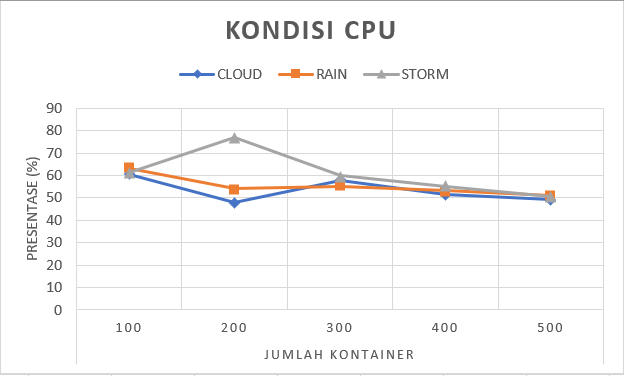 KONDISI CPU
CLOUD RAIN STORM
PRESENTASE (%)
90
80
70
60
50
40
30
20
10
0
100 200 300 400 500
JUMLAH KONTAINER